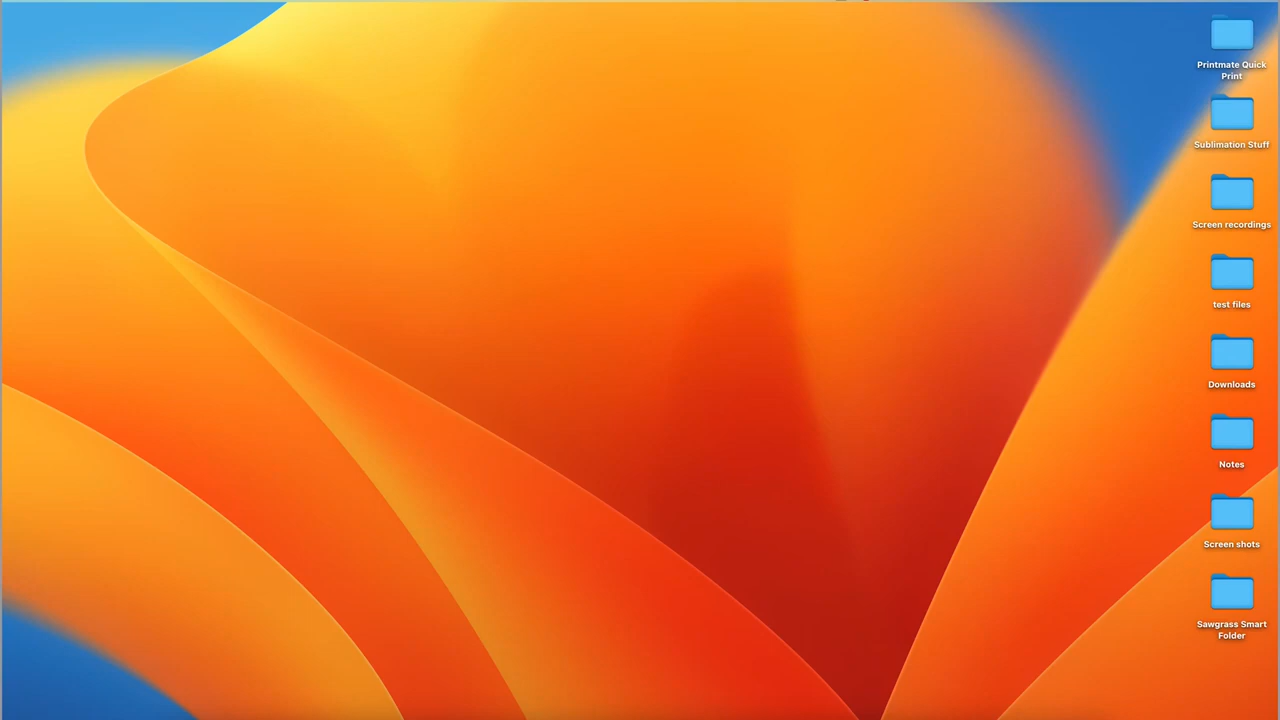 Printmate Quick
Print
Sublimation Stuff
Screen recordings
test files
Downloads
Notes
Screen shots
Sawgrass Smart
Folder